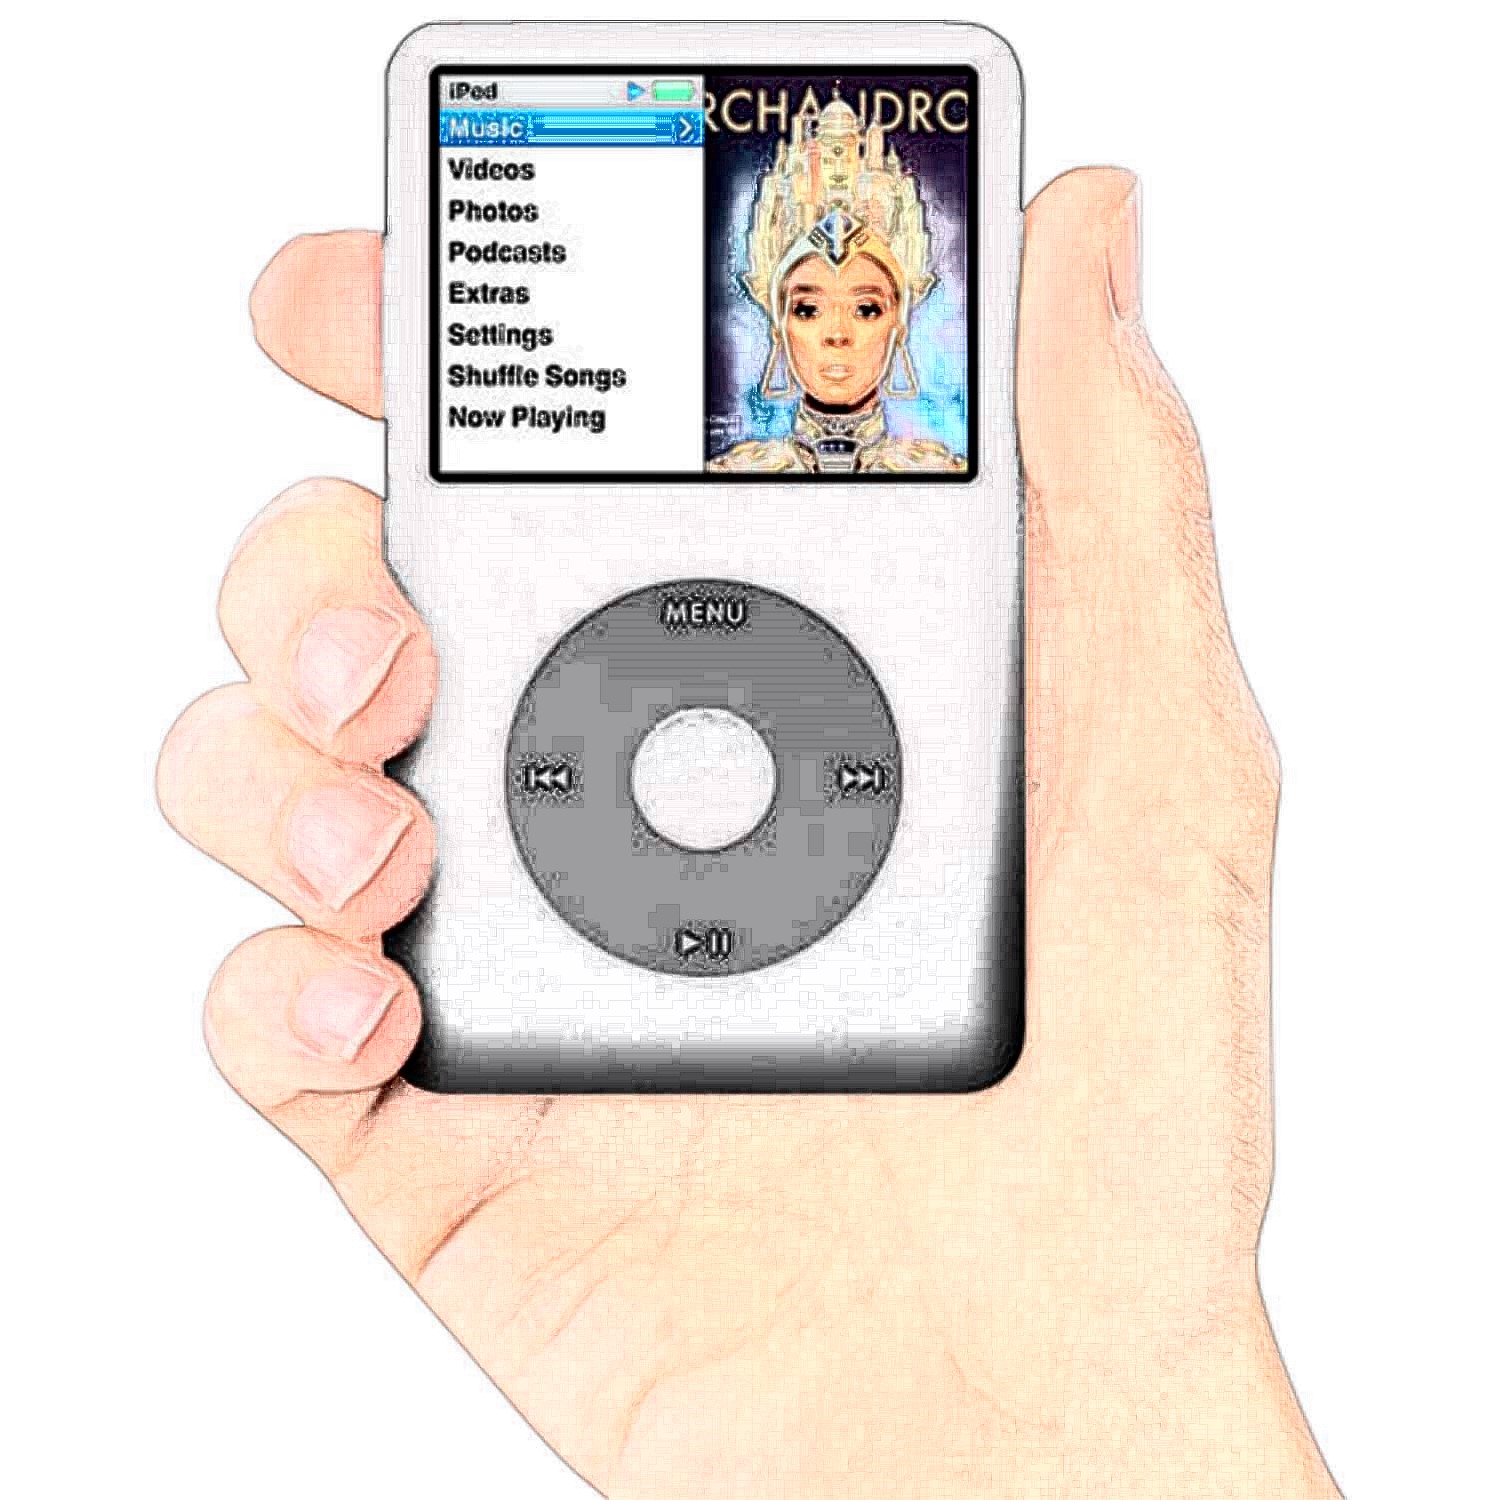 iPod
Music
Videos
Photos
Podcasts
Extras
Settings
Shuffle Songs
Now Playing
RCHANDRO
MENU